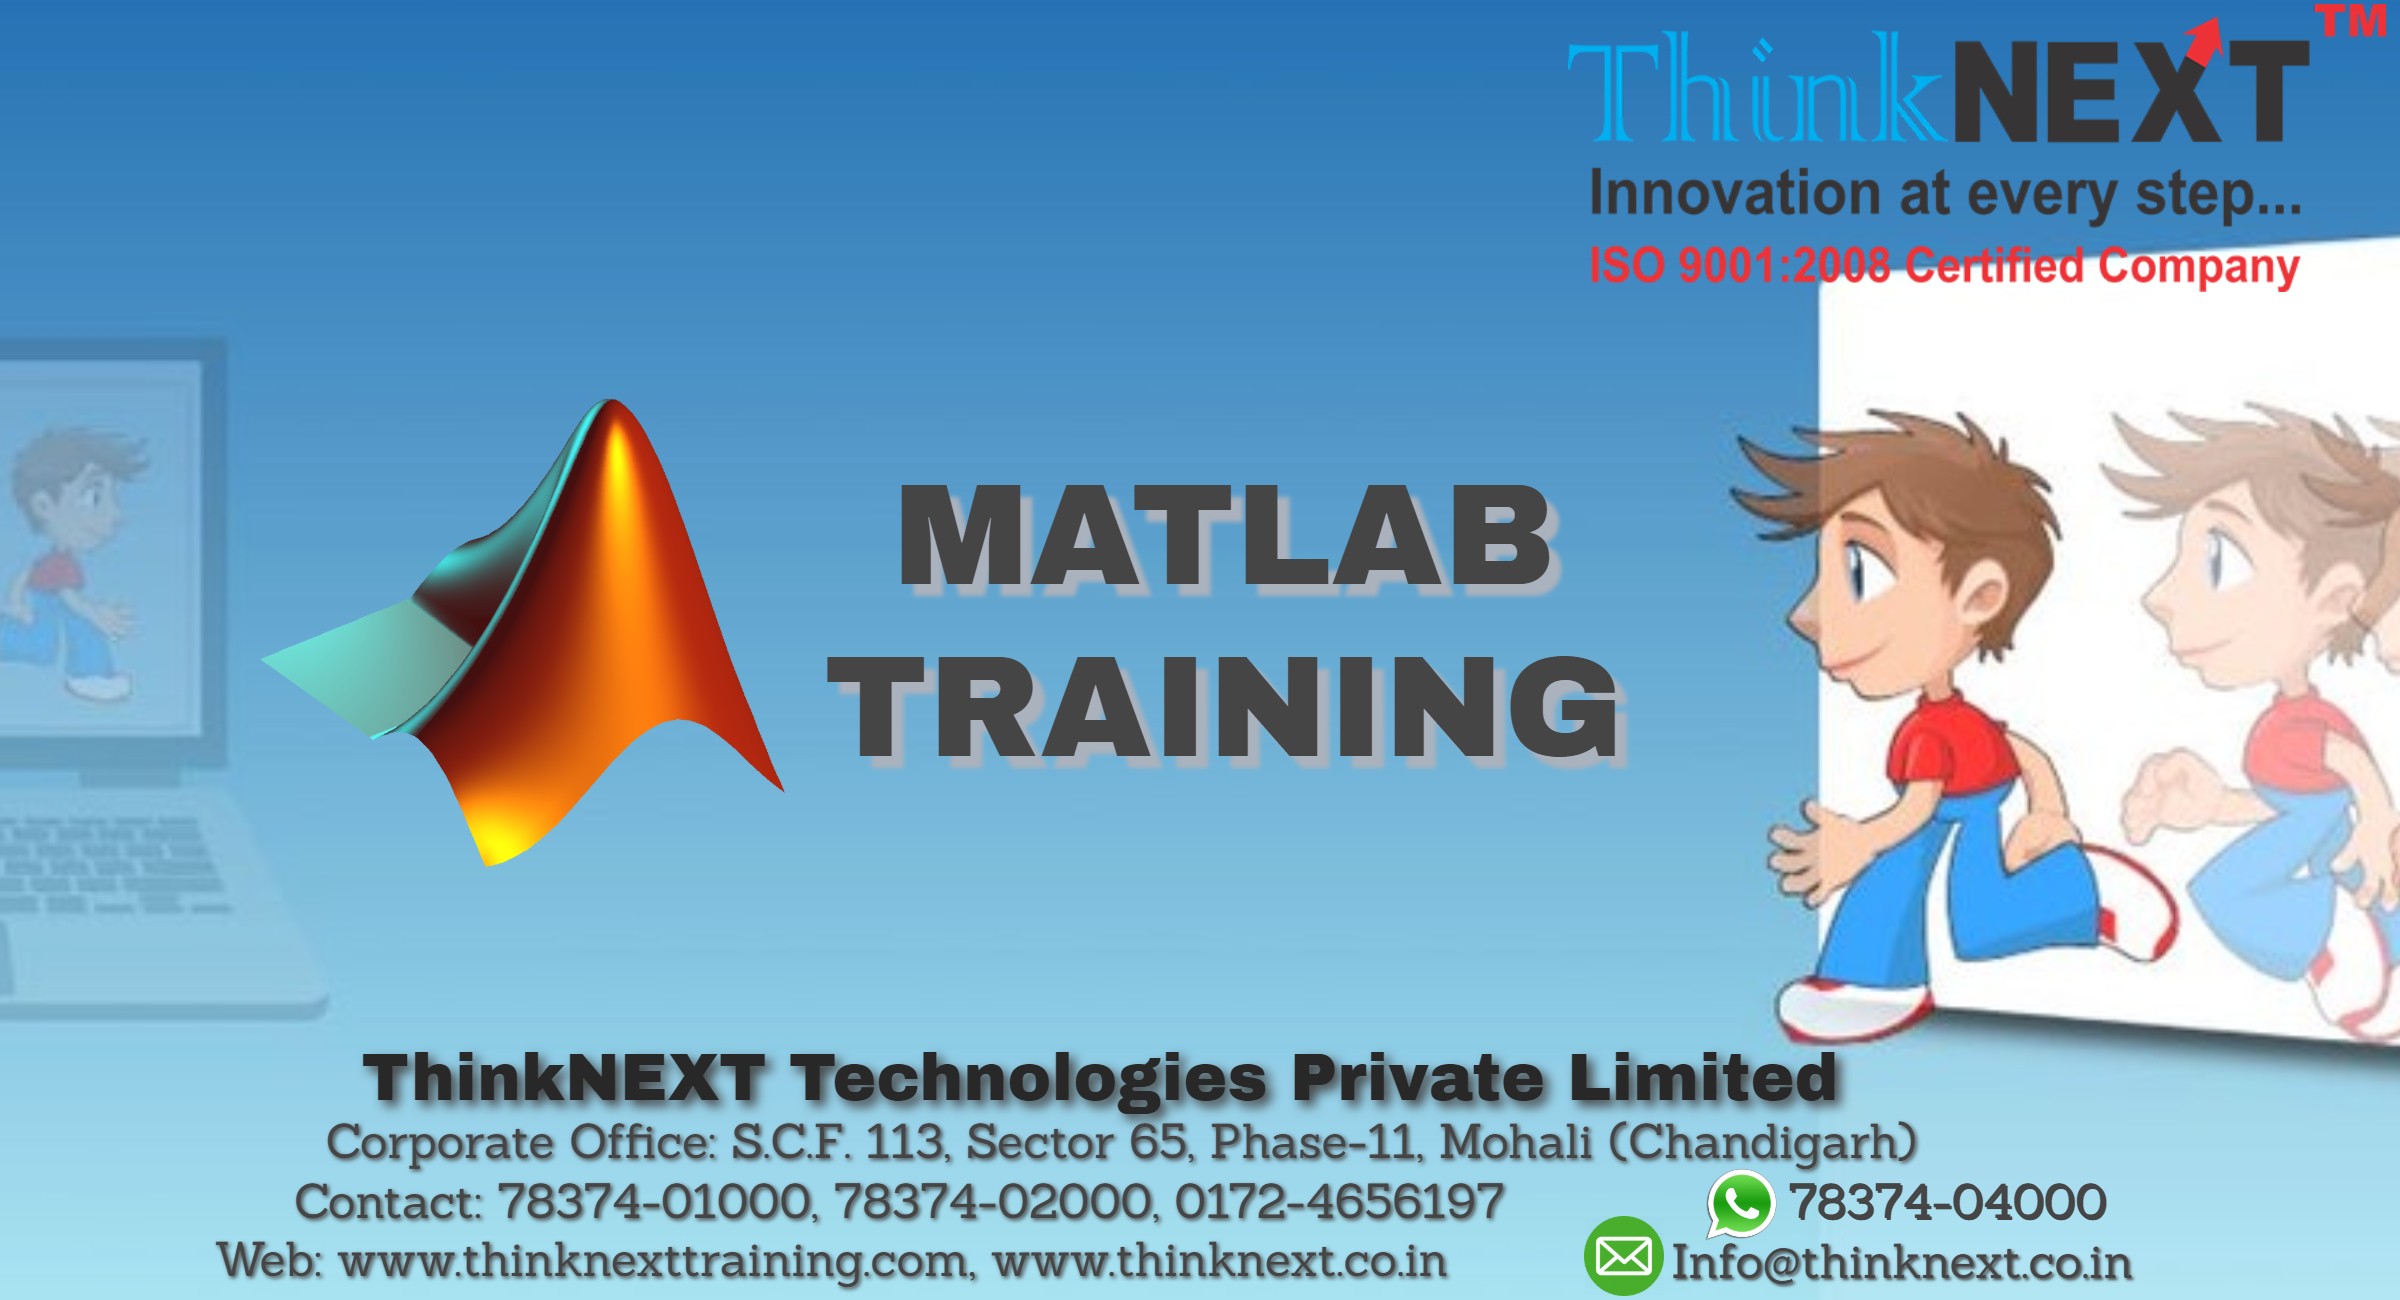 ThinkNEXT TM
Innovation at every step...
ISO 9001:2008 Certified Company
MATLAB
TRAINING
ThinkNEXT Technologies Private Limited
Corporate Office: S.C.F. 113, Sector 65, Phase-11, Mohali (Chandigarh)
Contact: 78374-01000, 78374-02000, 0172-4656197 78374-04000
Web: www.thinknexttraining.com, www.thinknext.co.in Info@thinknext.co.in